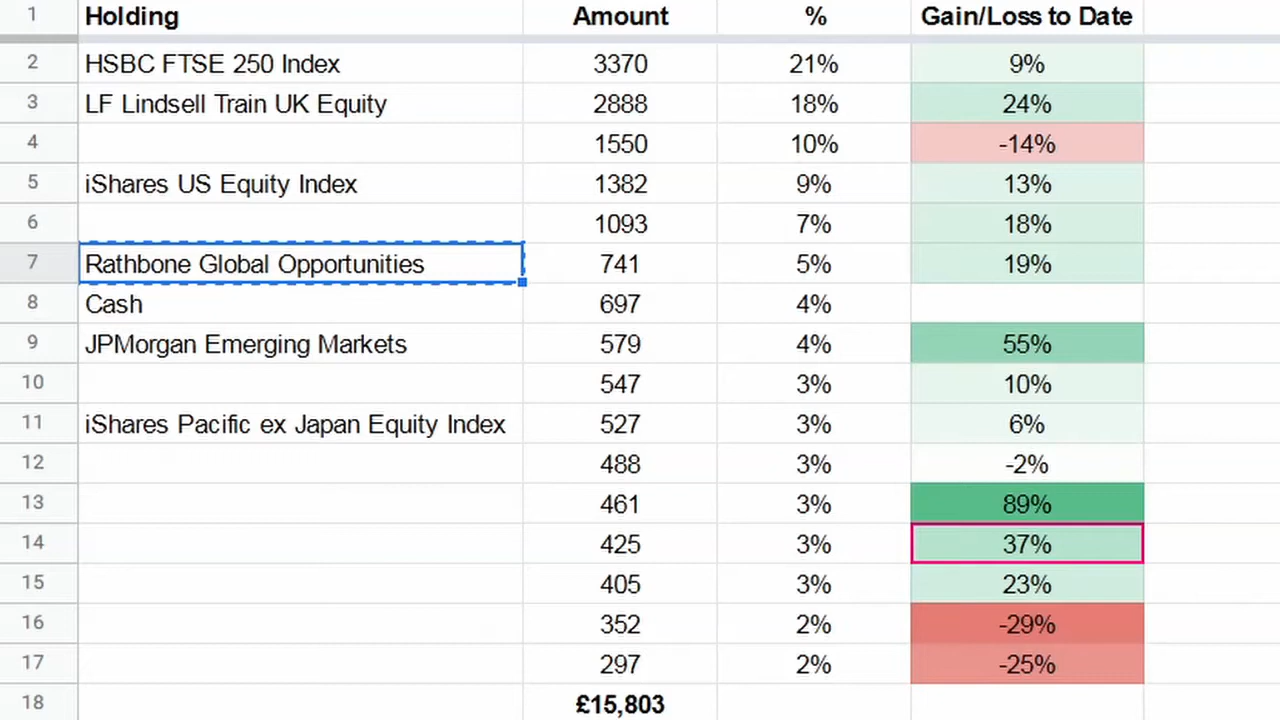 1 Holding Amount % Gain/Loss to Date
2 HSBC FTSE 250 Index 3370 21% 9%
3 LF Lindsell Train UK Equity 2888 18% 24%
4 1550 10% -14%
5 iShares US Equity Index 1382 9% 13%
6 1093 7% 18%
7 Rathbone Global Opportunities 741 5% 19%
8 Cash 697 4%
9 JPMorgan Emerging Markets 579 4% 55%
10 547 3% 10%
11 iShares Pacific ex Japan Equity Index 527 3% 6%
12 488 3% -2%
13 461 3% 89%
14 425 3% 37%
15 405 3% 23%
16 352 2% -29%
17 297 2% -25%
18 £15,803